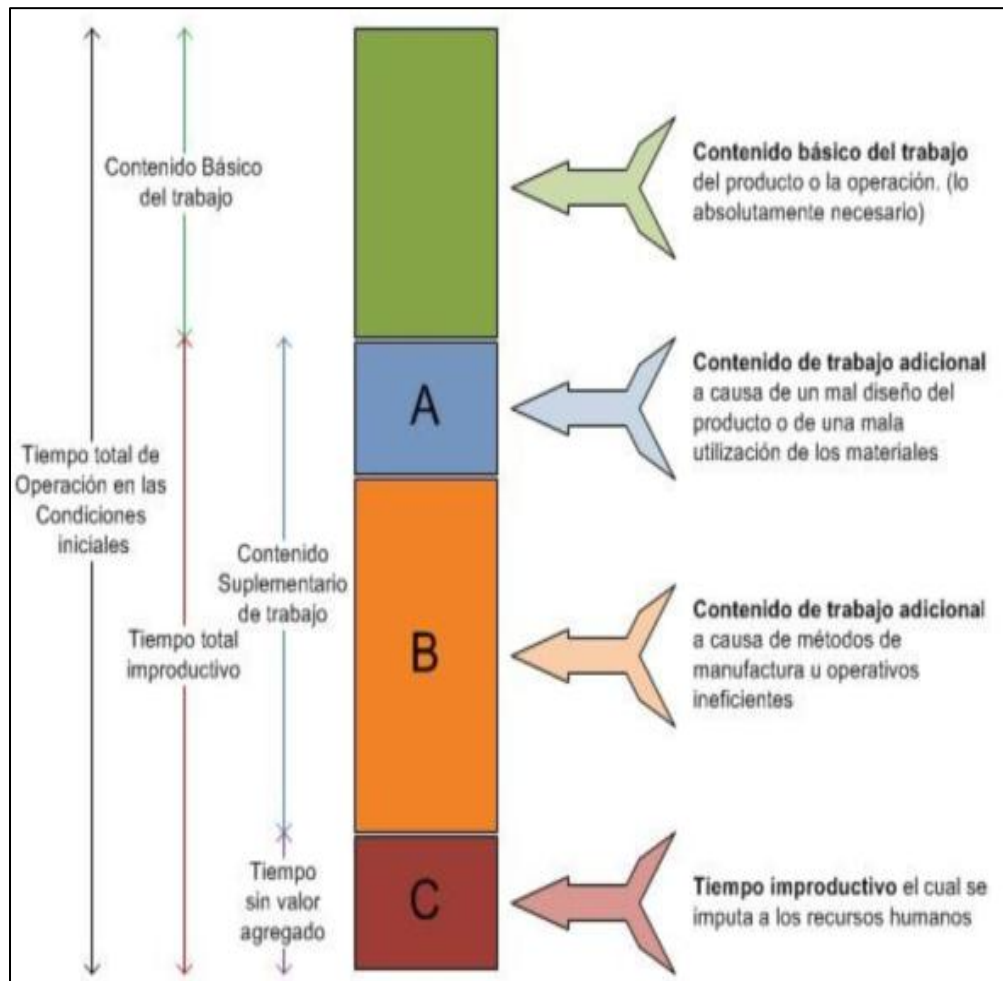 Contenido Básico
del trabajo
Tiempo total de
Operación en las
Condiciones
iniciales
Tiempo total
improductivo
Contenido
Suplementario
de trabajo
Tiempo
sin valor
agregado
A
B
C
Contenido básico del trabajo
del producto o la operación. (lo
absolutamente necesario)
Contenido de trabajo adicional
a causa de un mal diseño del
producto o de una mala
utilización de los materiales
Contenido de trabajo adicional
a causa de métodos de
manufactura u operativos
ineficientes
Tiempo improductivo el cual se
imputa a los recursos humanos